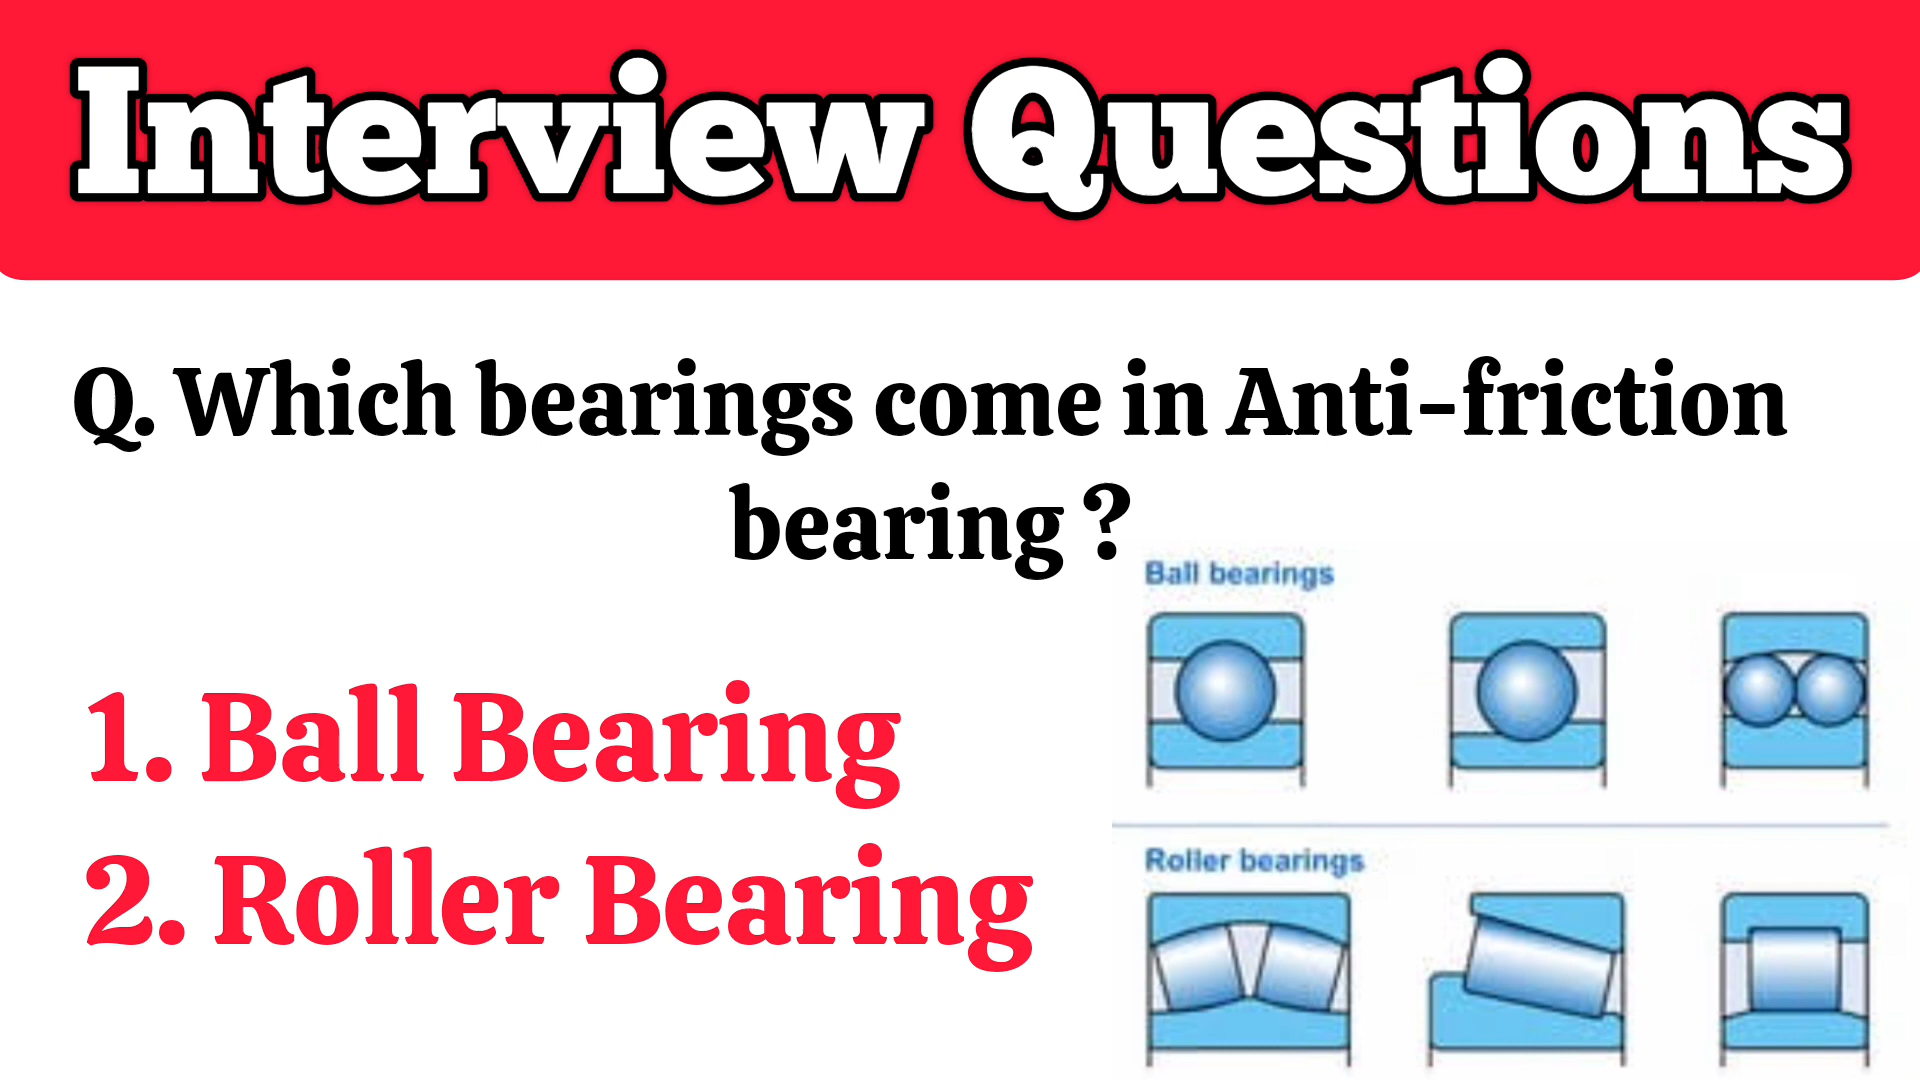 Interview Questions
Q. Which bearings come in Anti-friction
bearing ?
1. Ball Bearing
2. Roller Bearing
Ball bearings
Roller bearings